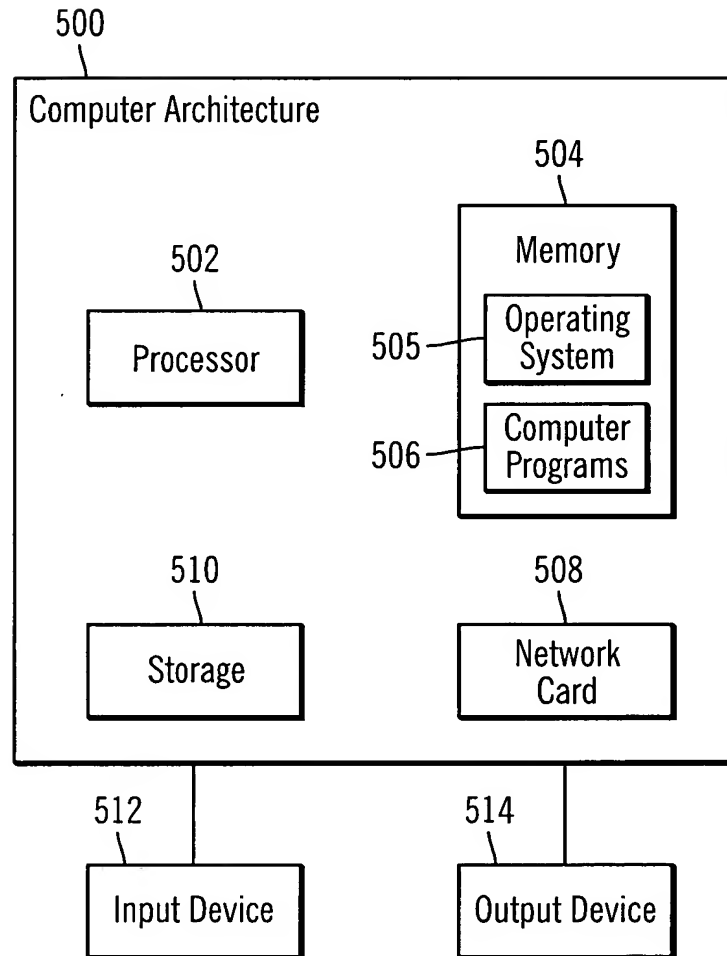 500
Computer Architecture
504
Memory
502
Processor
505
Operating
System
506
Computer
Programs
510
Storage
508
Network
Card
512
Input Device
514
Output Device